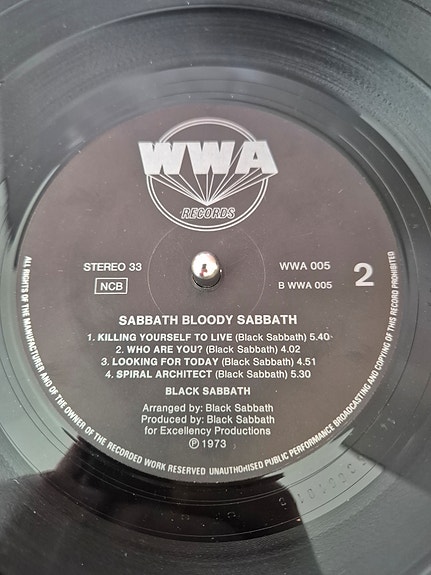 WWA
RECORDS
STEREO 33
NCB
WWA 005
B WWA 005
2
SABBATH BLOODY SABBATH
1. KILLING YOURSELF TO LIVE (Black Sabbath) 5.40
2. WHO ARE YOU? (Black Sabbath) 4.02
3. LOOKING FOR TODAY (Black Sabbath) 4.51
4. SPIRAL ARCHITECT (Black Sabbath) 5.30
BLACK SABBATH
Arranged by: Black Sabbath
Produced by: Black Sabbath
for Excellency Productions
Ⓟ 1973
ALL RIGHTS OF THE MANUFACTURER AND OF THE OWNER OF THE RECORDED WORK RESERVED UNAUTHORISED PUBLIC PERFORMANCE BROADCASTING AND COPYING OF THIS RECORD PROHIBITED